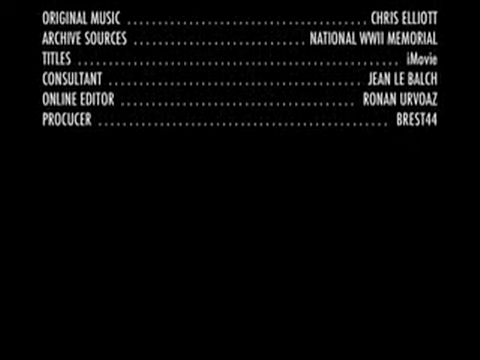 ORIGINAL MUSIC ........................................ CHRIS ELLIOTT
ARCHIVE SOURCES ............................. NATIONAL WWII MEMORIAL
TITLES ..................................................... iMovie
CONSULTANT .......................................... JEAN LE BALCH
ONLINE EDITOR ....................................... RONAN URVOAZ
PROCUCER ................................................. BREST44